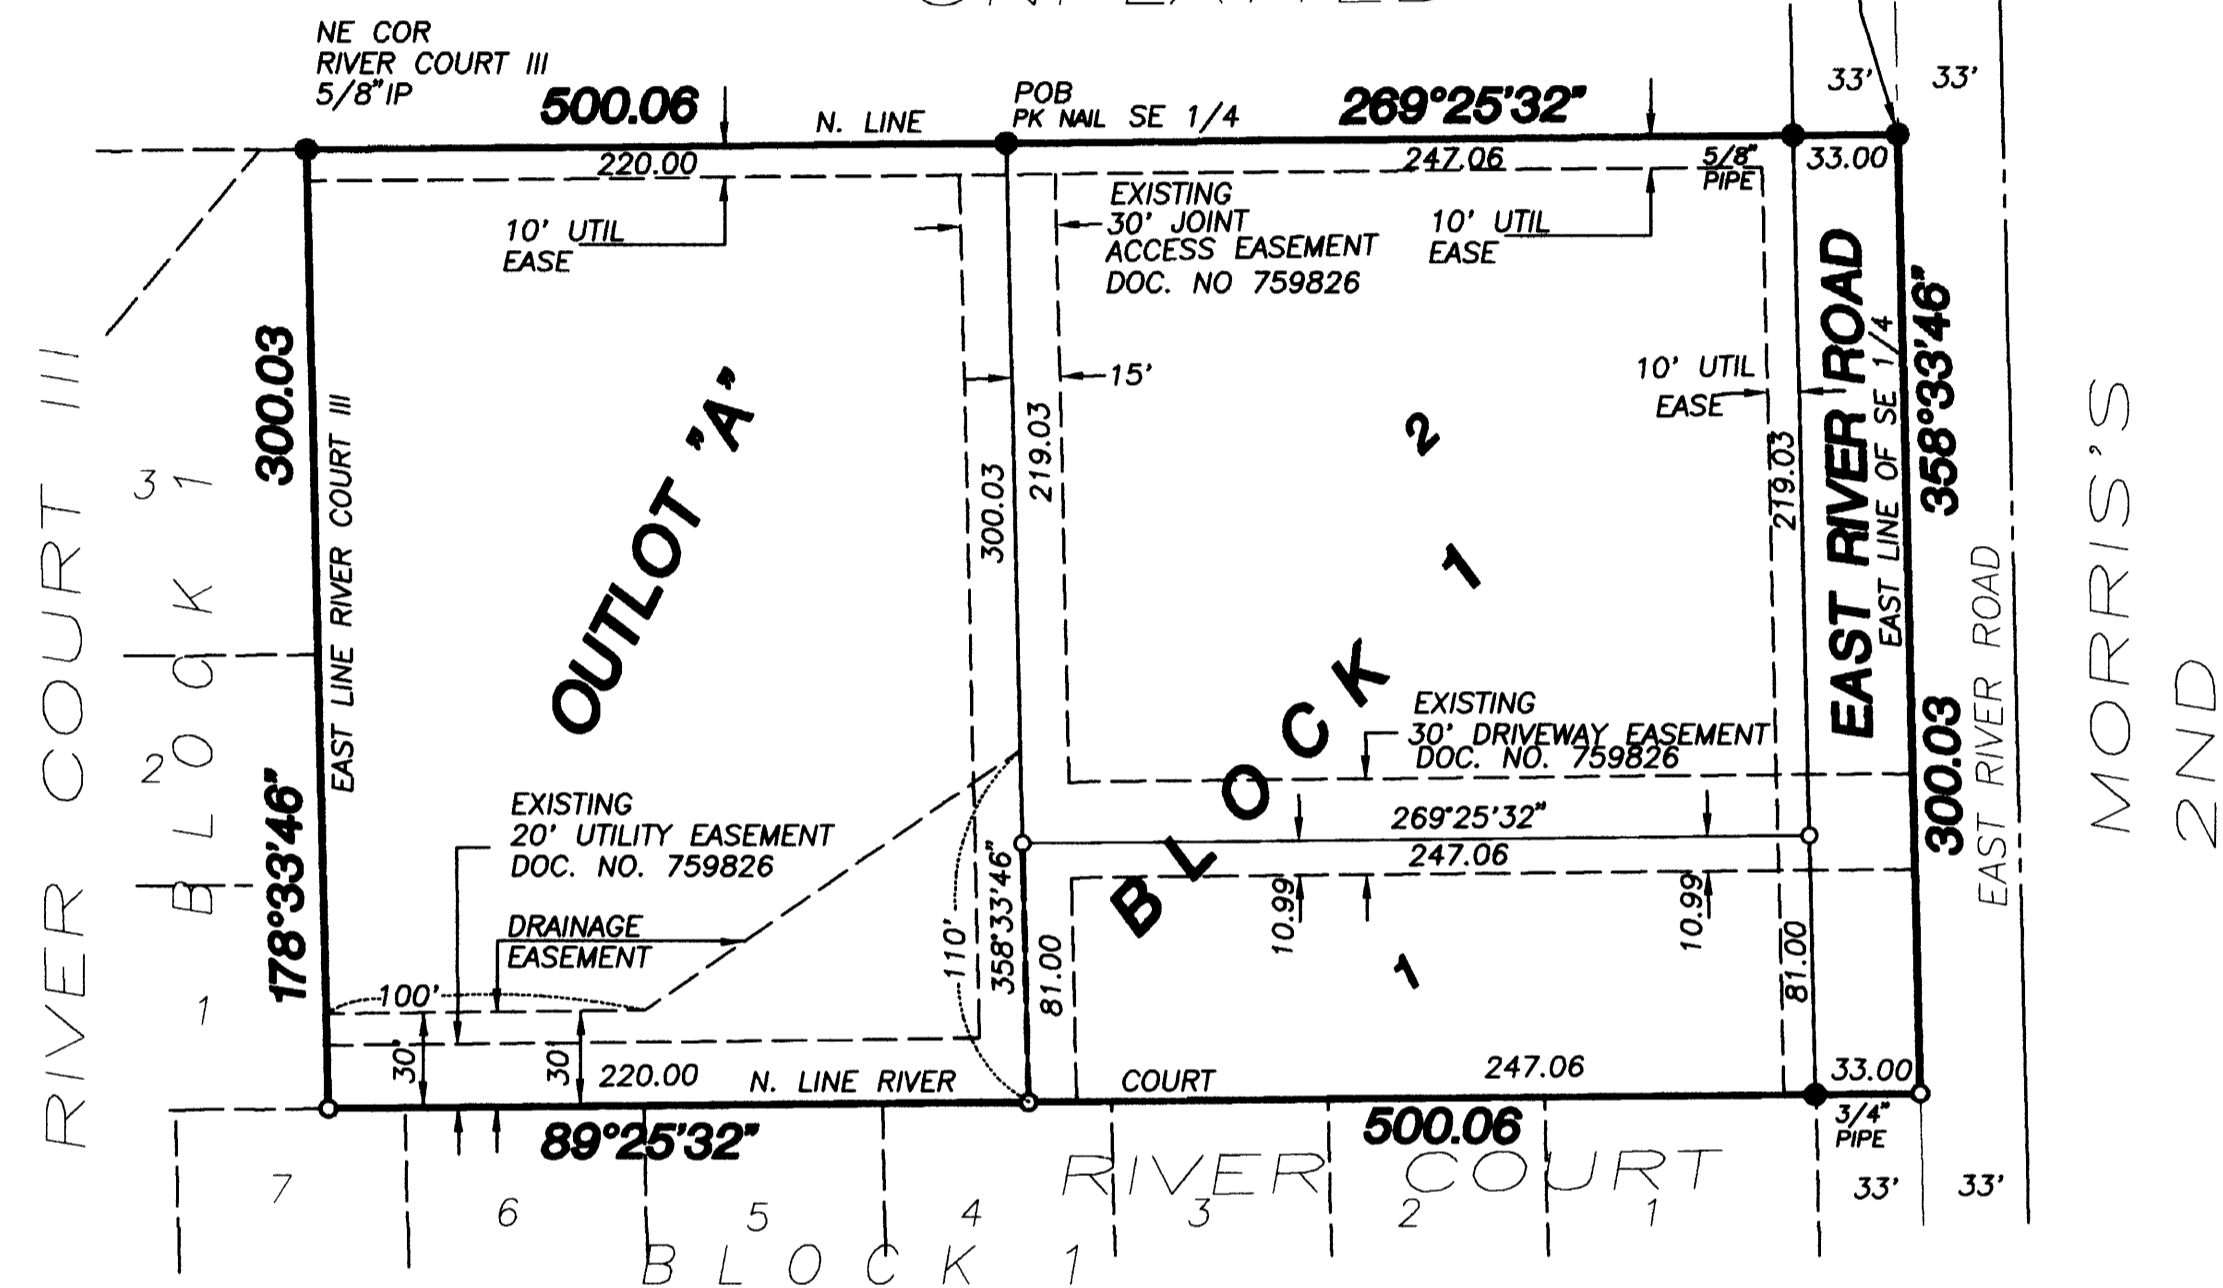 NE COR
RIVER COURT III
5/8" IP
500.06
N. LINE
POB
PK NAIL SE 1/4
269°25'32"
33'
33'
220.00
247.06
5/8"
PIPE
33.00
10' UTIL
EASE
EXISTING
30' JOINT
ACCESS EASEMENT
DOC. NO 759826
10' UTIL
EASE
15'
10' UTIL
EASE
300.03
178°33'46"
EAST LINE RIVER COURT III
OUTLOT "A"
300.03
219.03
2
BLOCK 1
219.03
EAST RIVER ROAD
EAST LINE OF SE 1/4
358°33'46"
300.03
EAST RIVER ROAD
MORRIS'S
2ND
RIVER COURT III
BLOCK 1
3
2
1
EXISTING
30' DRIVEWAY EASEMENT
DOC. NO. 759826
269°25'32"
247.06
10.99
10.99
EXISTING
20' UTILITY EASEMENT
DOC. NO. 759826
DRAINAGE
EASEMENT
100'
30'
30'
110'
358°33'46"
81.00
1
81.00
220.00
N. LINE RIVER
COURT
247.06
33.00
89°25'32"
500.06
3/4"
PIPE
RIVER COURT
33'
33'
7
6
5
4
3
2
1
BLOCK 1